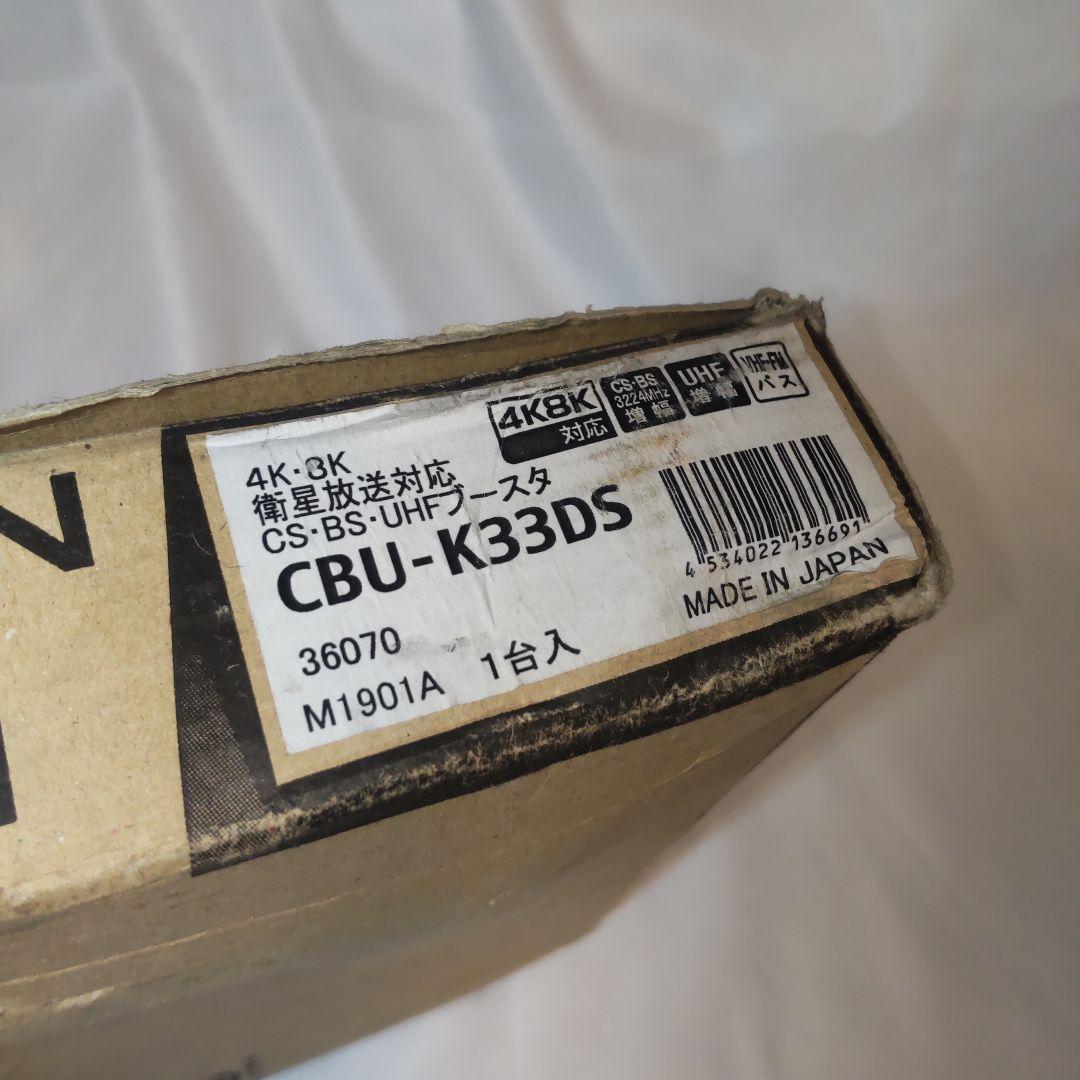 4K8K
対応
CS・BS
3224MHz
増幅
UHF
増幅
VHF・FM
パス
4K・8K
衛星放送対応
CS・BS・UHFブースタ
CBU-K33DS
4 534022 136691
MADE IN JAPAN
36070
M1901A 1台入